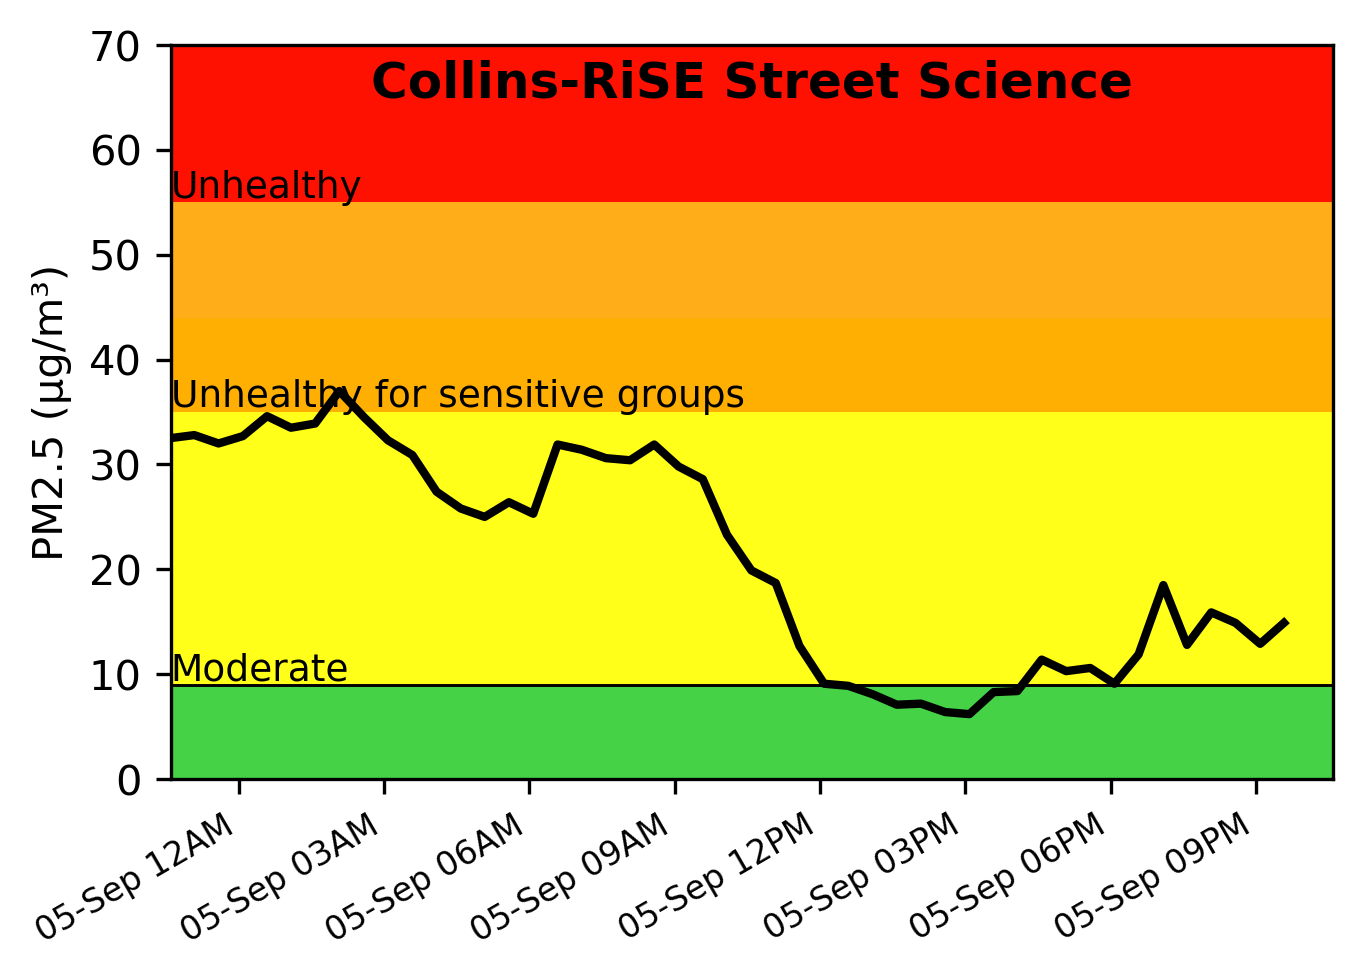 Collins-RiSE Street Science
70
60
Unhealthy
50
40
Unhealthy for sensitive groups
30
20
Moderate
10
0
PM2.5 (µg/m³)
05-Sep 12AM
05-Sep 03AM
05-Sep 06AM
05-Sep 09AM
05-Sep 12PM
05-Sep 03PM
05-Sep 06PM
05-Sep 09PM